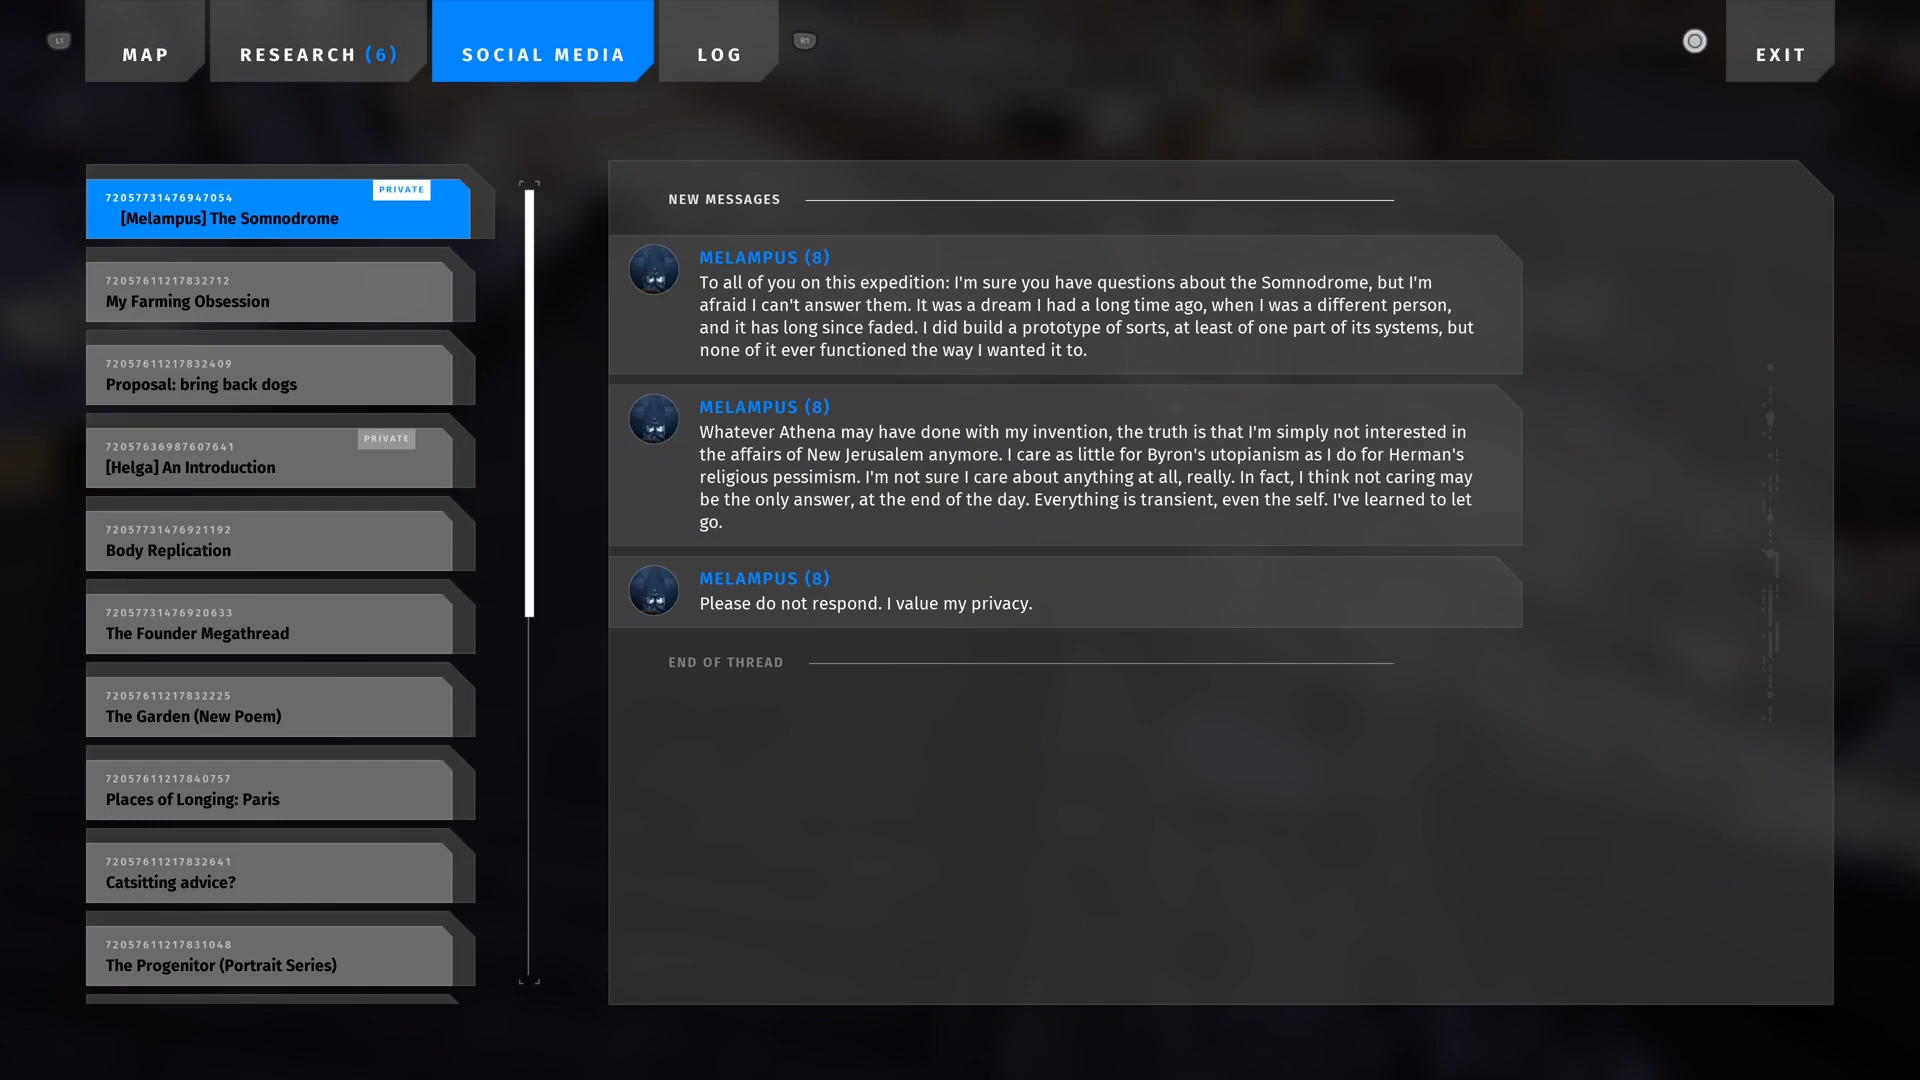 L1
MAP
RESEARCH (6)
SOCIAL MEDIA
LOG
R1
EXIT
72057731476947054
PRIVATE
[Melampus] The Somnodrome
72057611217832712
My Farming Obsession
72057611217832409
Proposal: bring back dogs
72057636987607641
PRIVATE
[Helga] An Introduction
72057731476921192
Body Replication
72057731476920633
The Founder Megathread
72057611217832225
The Garden (New Poem)
72057611217840757
Places of Longing: Paris
72057611217832641
Catsitting advice?
72057611217831048
The Progenitor (Portrait Series)
NEW MESSAGES
MELAMPUS (8)
To all of you on this expedition: I'm sure you have questions about the Somnodrome, but I'm
afraid I can't answer them. It was a dream I had a long time ago, when I was a different person,
and it has long since faded. I did build a prototype of sorts, at least of one part of its systems, but
none of it ever functioned the way I wanted it to.
MELAMPUS (8)
Whatever Athena may have done with my invention, the truth is that I'm simply not interested in
the affairs of New Jerusalem anymore. I care as little for Byron's utopianism as I do for Herman's
religious pessimism. I'm not sure I care about anything at all, really. In fact, I think not caring may
be the only answer, at the end of the day. Everything is transient, even the self. I've learned to let
go.
MELAMPUS (8)
Please do not respond. I value my privacy.
END OF THREAD